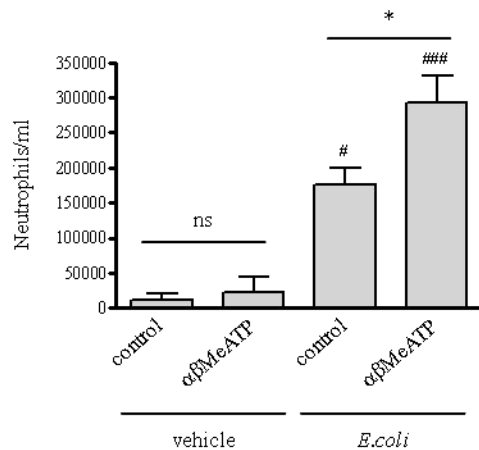 *
###
#
ns
Neutrophils/ml
350000
300000
250000
200000
150000
100000
50000
0
control
αβMeATP
control
αβMeATP
vehicle
E.coli